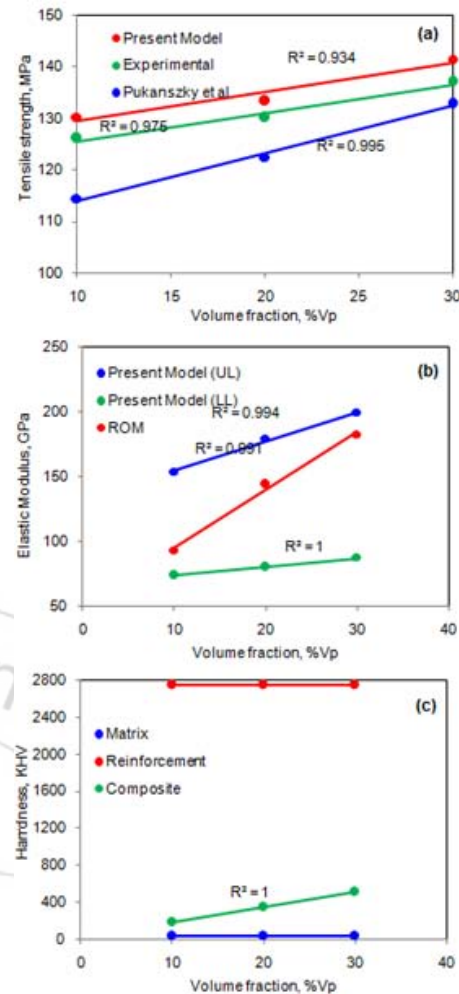 150
140
130
120
110
100
Tensile strength, MPa
(a)
Present Model
Experimental
Pukanszky et al
R² = 0.934
R² = 0.975
R² = 0.995
10
15
20
25
30
Volume fraction, %Vp
250
200
150
100
50
Elastic Modulus, GPa
(b)
Present Model (UL)
Present Model (LL)
ROM
R² = 0.994
R² = 0.991
R² = 1
0
10
20
30
40
Volume fraction, %Vp
2800
2400
2000
1600
1200
800
400
0
Harrdness, KHV
(c)
Matrix
Reinforcement
Composite
R² = 1
0
10
20
30
40
Volume fraction, %Vp